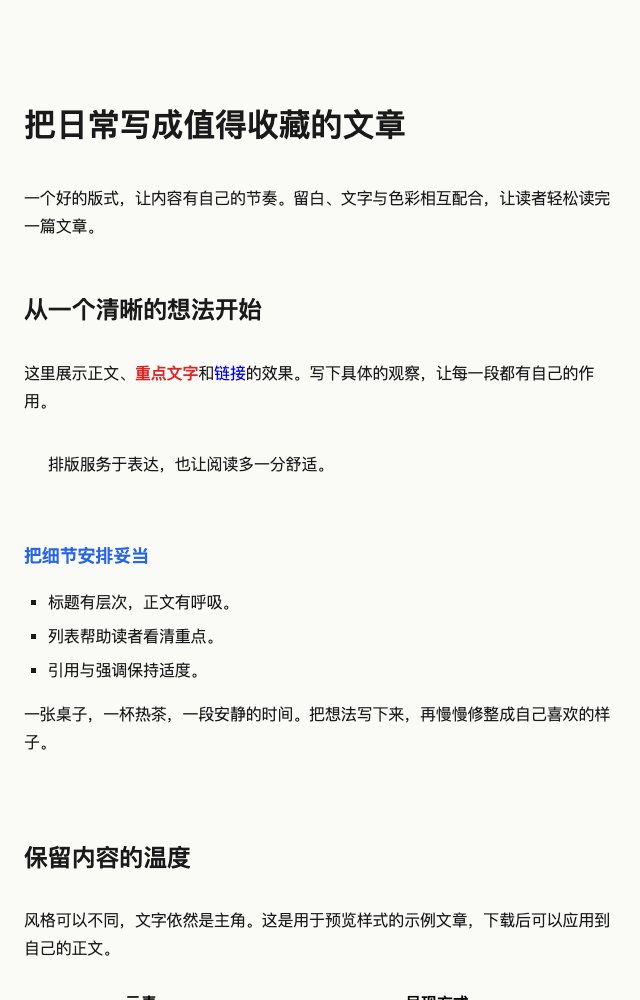 把日常写成值得收藏的文章
一个好的版式，让内容有自己的节奏。留白、文字与色彩相互配合，让读者轻松读完
一篇文章。
从一个清晰的想法开始
这里展示正文、重点文字和链接的效果。写下具体的观察，让每一段都有自己的作
用。
排版服务于表达，也让阅读多一分舒适。
把细节安排妥当
标题有层次，正文有呼吸。
列表帮助读者看清重点。
引用与强调保持适度。
一张桌子，一杯热茶，一段安静的时间。把想法写下来，再慢慢修整成自己喜欢的样
子。
保留内容的温度
风格可以不同，文字依然是主角。这是用于预览样式的示例文章，下载后可以应用到
自己的正文。